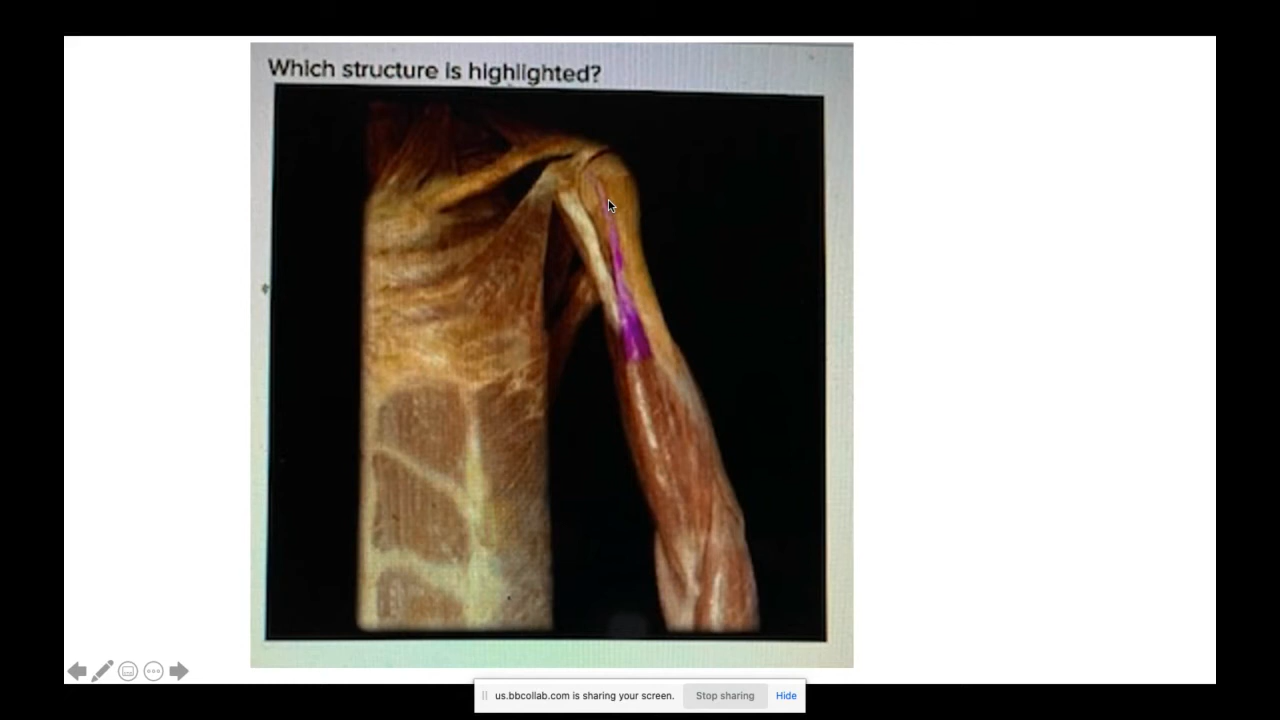 Which structure is highlighted?
us.bbcollab.com is sharing your screen. Stop sharing Hide